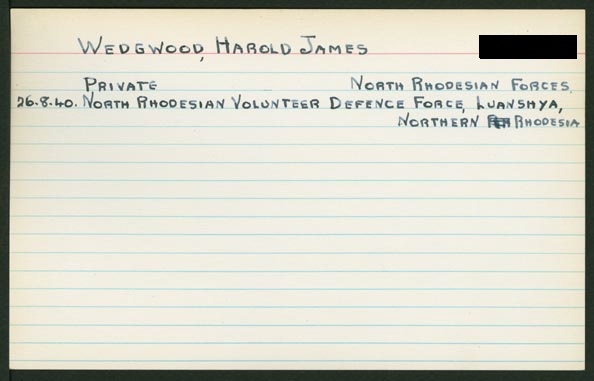 WEDGWOOD, HAROLD JAMES
PRIVATE NORTH RHODESIAN FORCES.
26.8.40. NORTH RHODESIAN VOLUNTEER DEFENCE FORCE, LUANSHYA,
NORTHERN RHODESIA